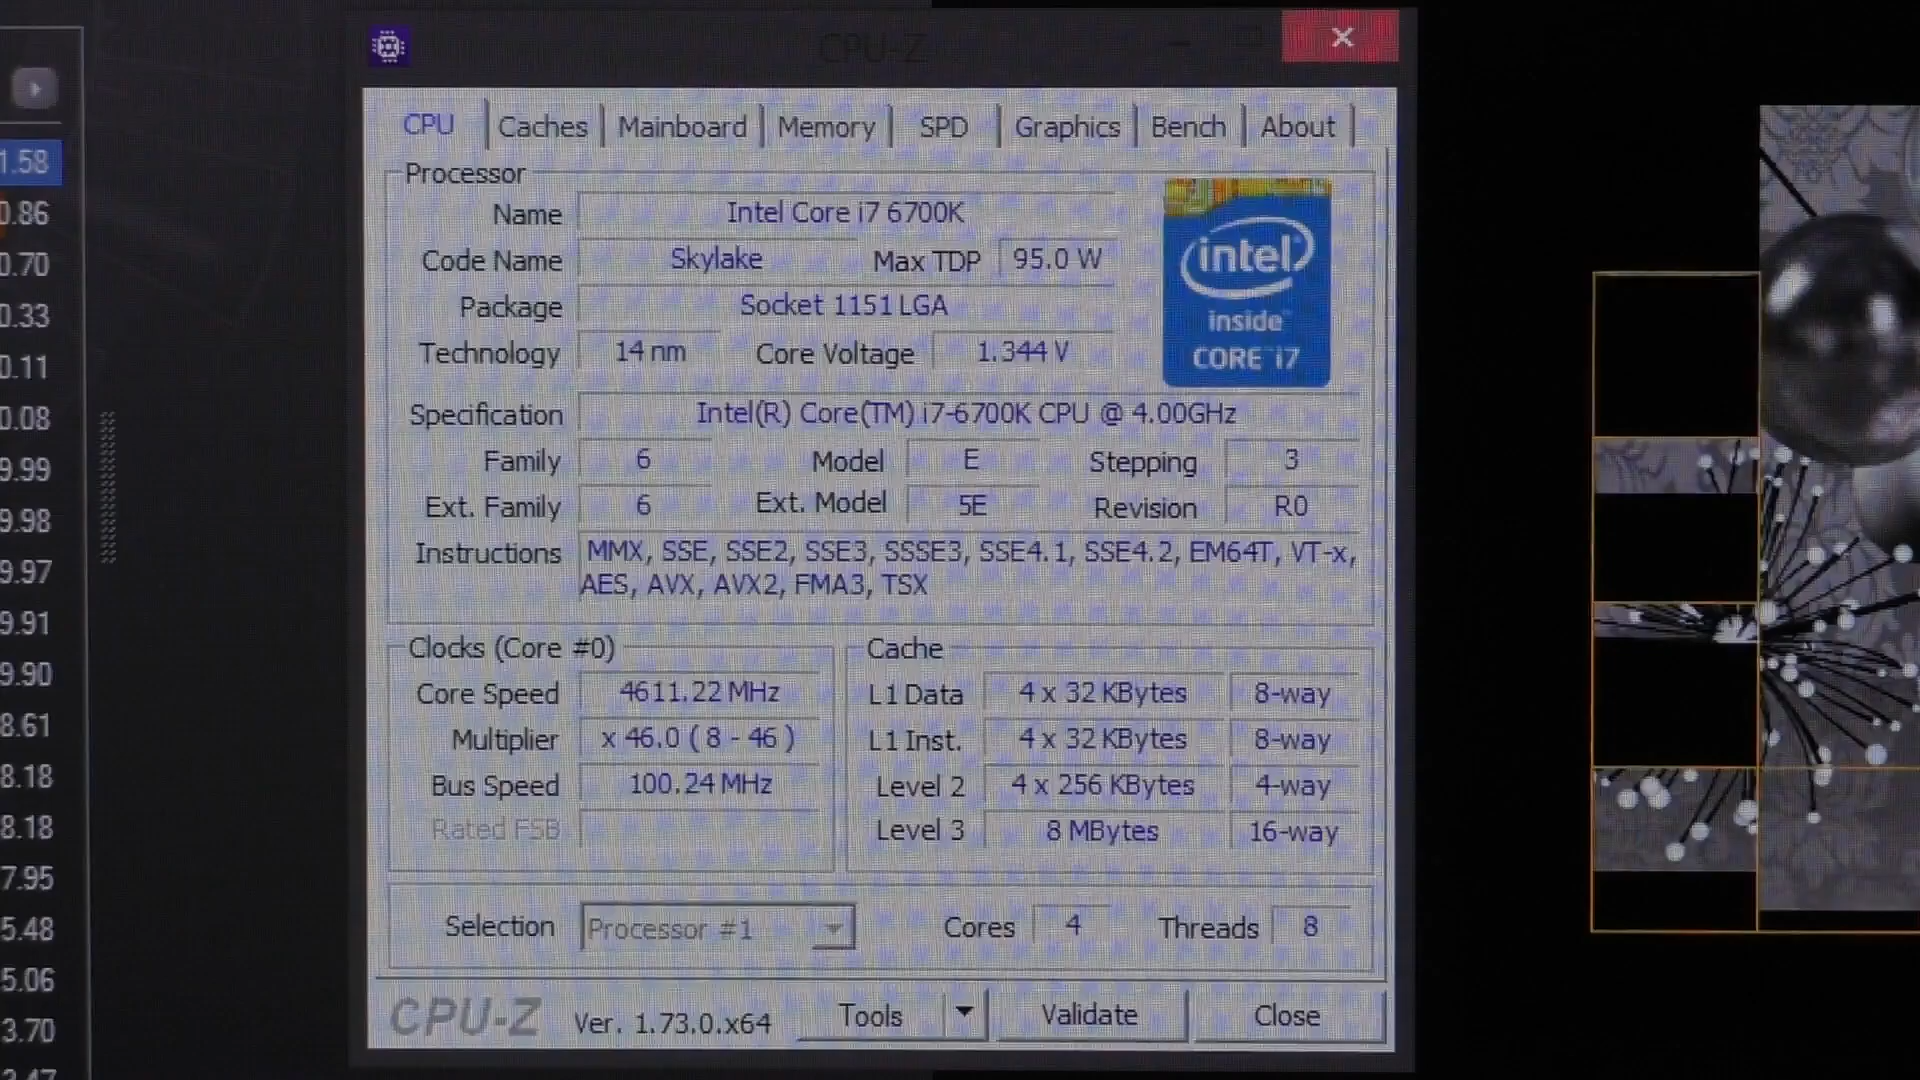 CPU-Z
CPU Caches Mainboard Memory SPD Graphics Bench About
Processor
Name Intel Core i7 6700K
Code Name Skylake Max TDP 95.0 W
Package Socket 1151 LGA
Technology 14 nm Core Voltage 1.344 V
intel
inside
CORE i7
Specification Intel(R) Core(TM) i7-6700K CPU @ 4.00GHz
Family 6 Model E Stepping 3
Ext. Family 6 Ext. Model 5E Revision R0
Instructions MMX, SSE, SSE2, SSE3, SSSE3, SSE4.1, SSE4.2, EM64T, VT-x,
AES, AVX, AVX2, FMA3, TSX
Clocks (Core #0)
Core Speed 4611.22 MHz
Multiplier x 46.0 ( 8 - 46 )
Bus Speed 100.24 MHz
Rated FSB
Cache
L1 Data 4 x 32 KBytes 8-way
L1 Inst. 4 x 32 KBytes 8-way
Level 2 4 x 256 KBytes 4-way
Level 3 8 MBytes 16-way
Selection Processor #1 Cores 4 Threads 8
CPU-Z Ver. 1.73.0.x64 Tools Validate Close
1.58
0.86
0.70
0.33
0.11
0.08
9.99
9.98
9.97
9.91
9.90
8.61
8.18
8.18
7.95
5.48
5.06
3.70